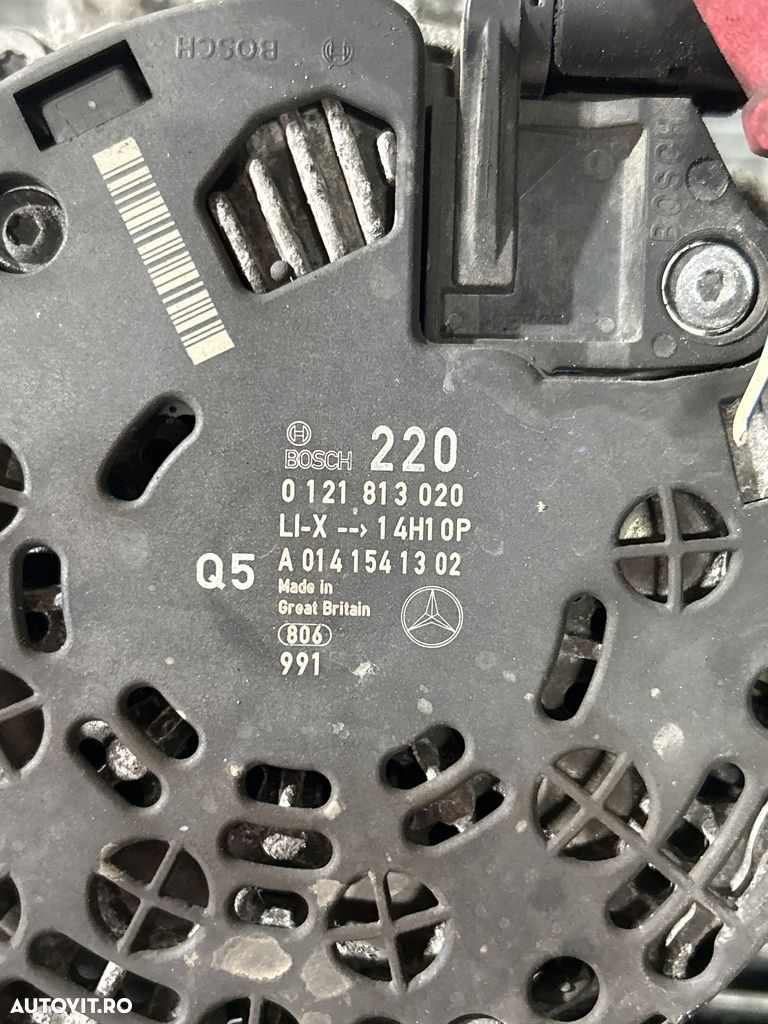 BOSCH
BOSCH
BOSCH 220
0 121 813 020
LI-X --> 14H10P
Q5 A 014 154 13 02
Made in
Great Britain
806
991
AUTOVIT.RO